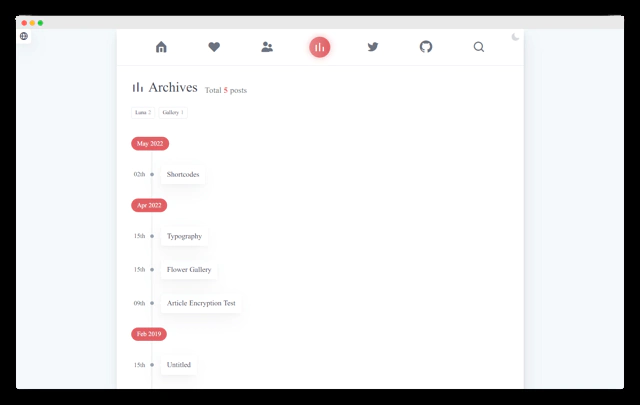 Archives Total 5 posts
Luna 2 Gallery 1
May 2022
02th Shortcodes
Apr 2022
15th Typography
15th Flower Gallery
09th Article Encryption Test
Feb 2019
15th Untitled